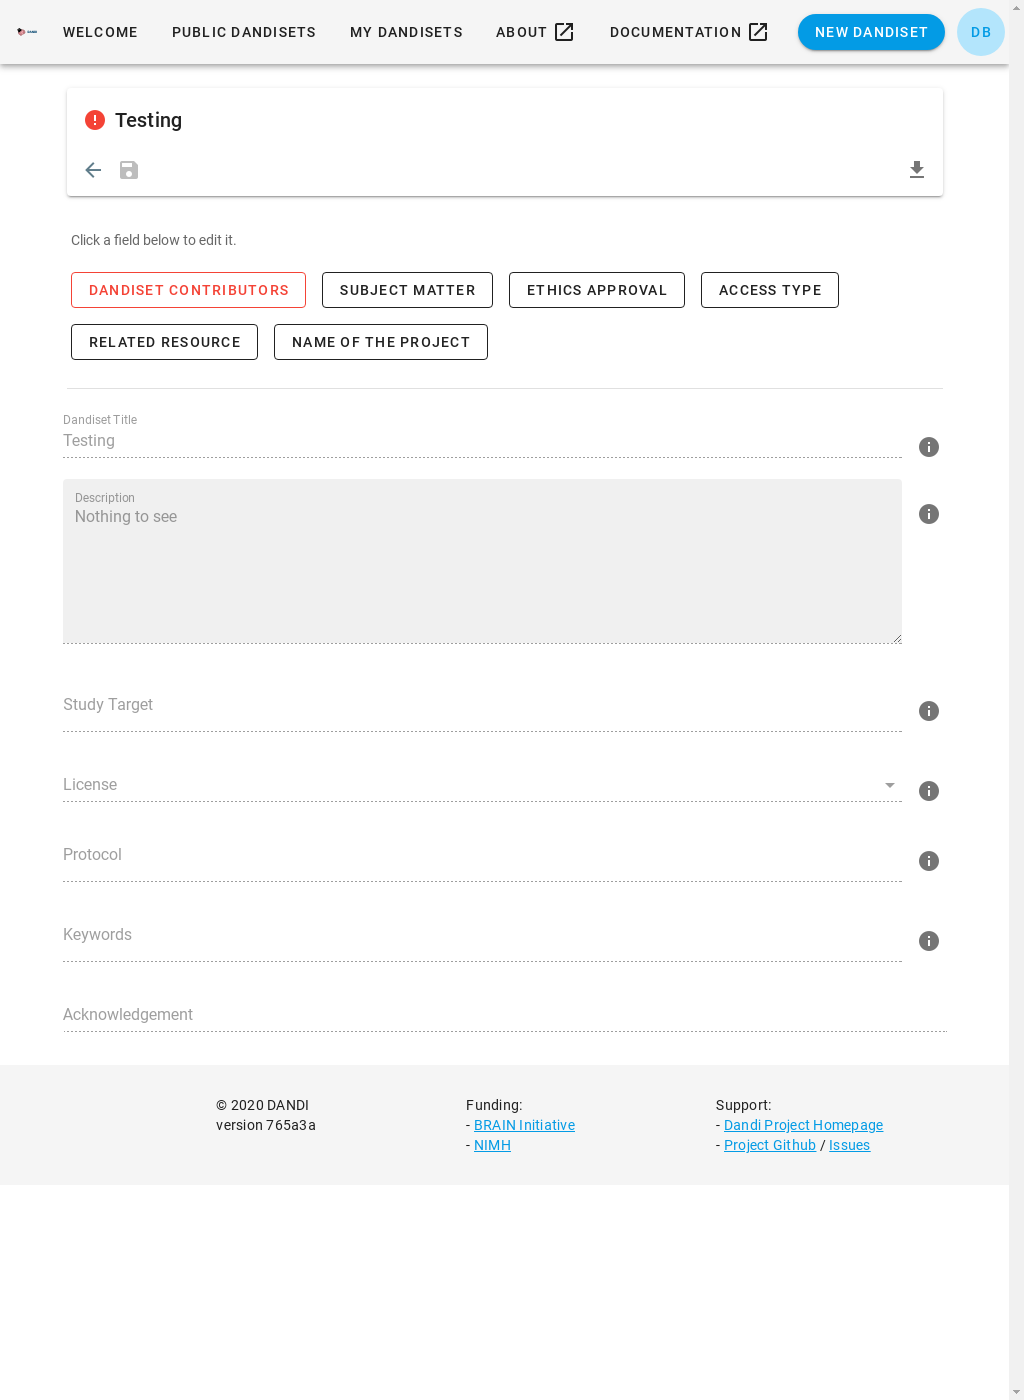 WELCOME PUBLIC DANDISETS MY DANDISETS ABOUT DOCUMENTATION NEW DANDISET DB
Testing
Click a field below to edit it.
DANDISET CONTRIBUTORS SUBJECT MATTER ETHICS APPROVAL ACCESS TYPE
RELATED RESOURCE NAME OF THE PROJECT
Dandiset Title
Testing
Description
Nothing to see
Study Target
License
Protocol
Keywords
Acknowledgement
© 2020 DANDI
version 765a3a
Funding:
- BRAIN Initiative
- NIMH
Support:
- Dandi Project Homepage
- Project Github / Issues